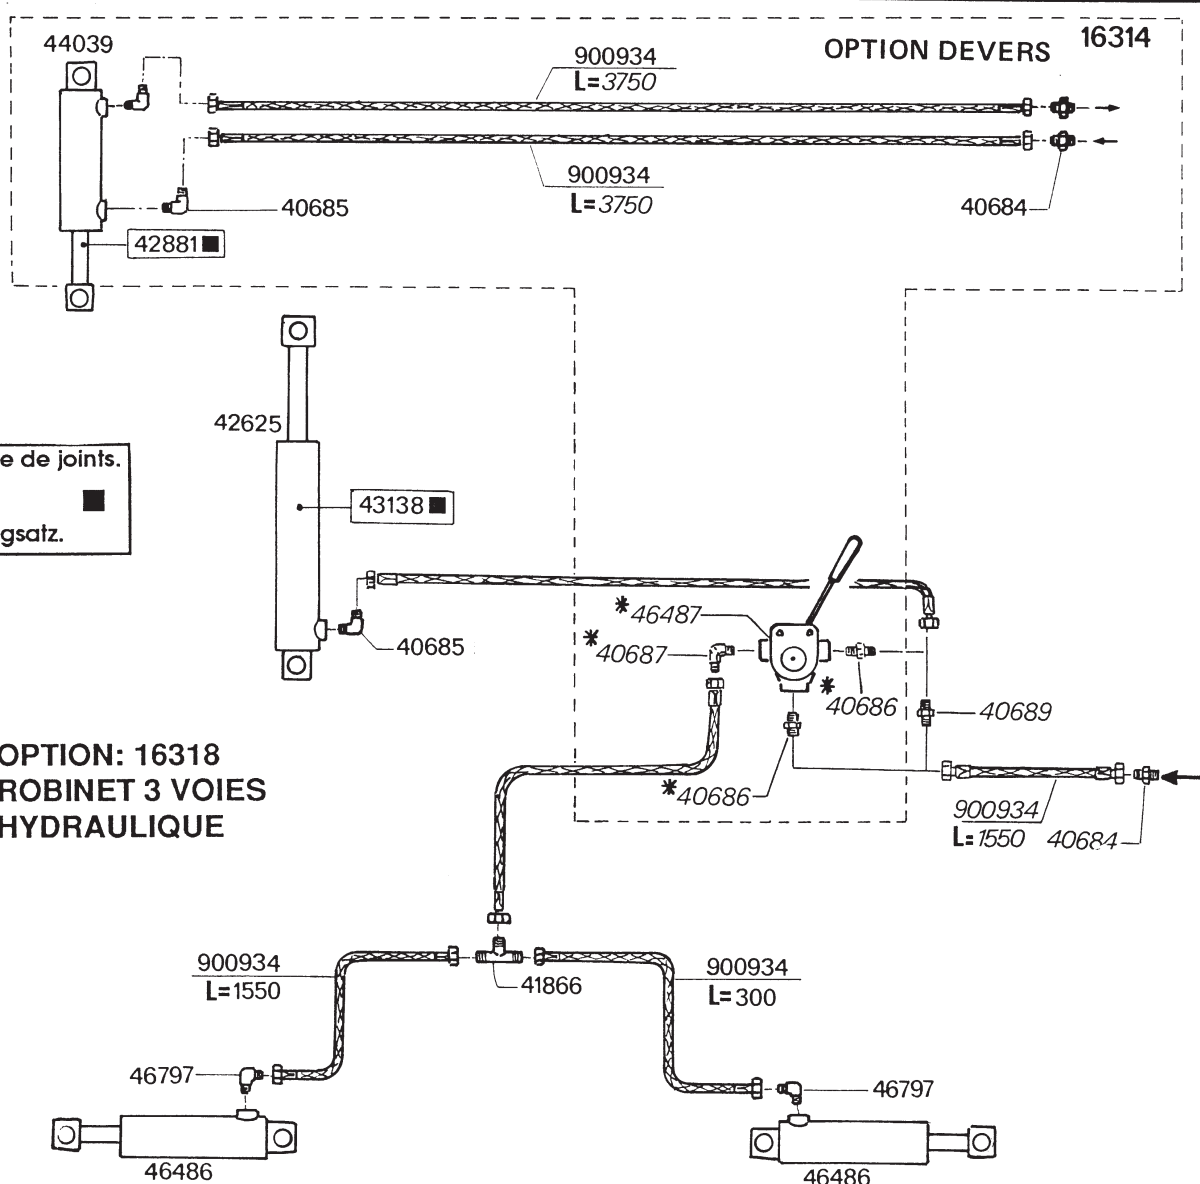 44039
900934
L=3750
OPTION DEVERS
16314
900934
L=3750
40685
40684
42881 ■
42625
e de joints.
■
gsatz.
43138 ■
* 46487
* 40687
40685
* 40686
40689
* 40686
OPTION: 16318
ROBINET 3 VOIES
HYDRAULIQUE
900934
L=1550
40684
900934
L=1550
41866
900934
L=300
46797
46797
46486
46486